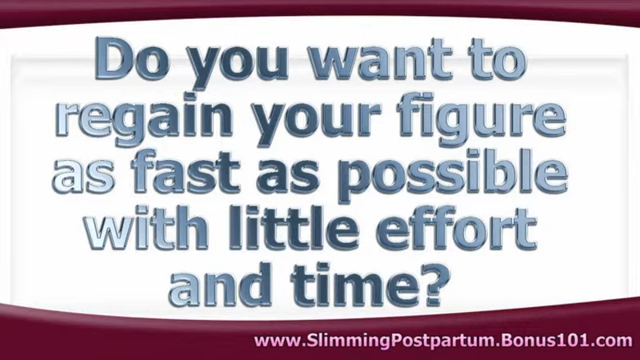 Do you want to
regain your figure
as fast as possible
with little effort
and time?
www.SlimmingPostpartum.Bonus101.com